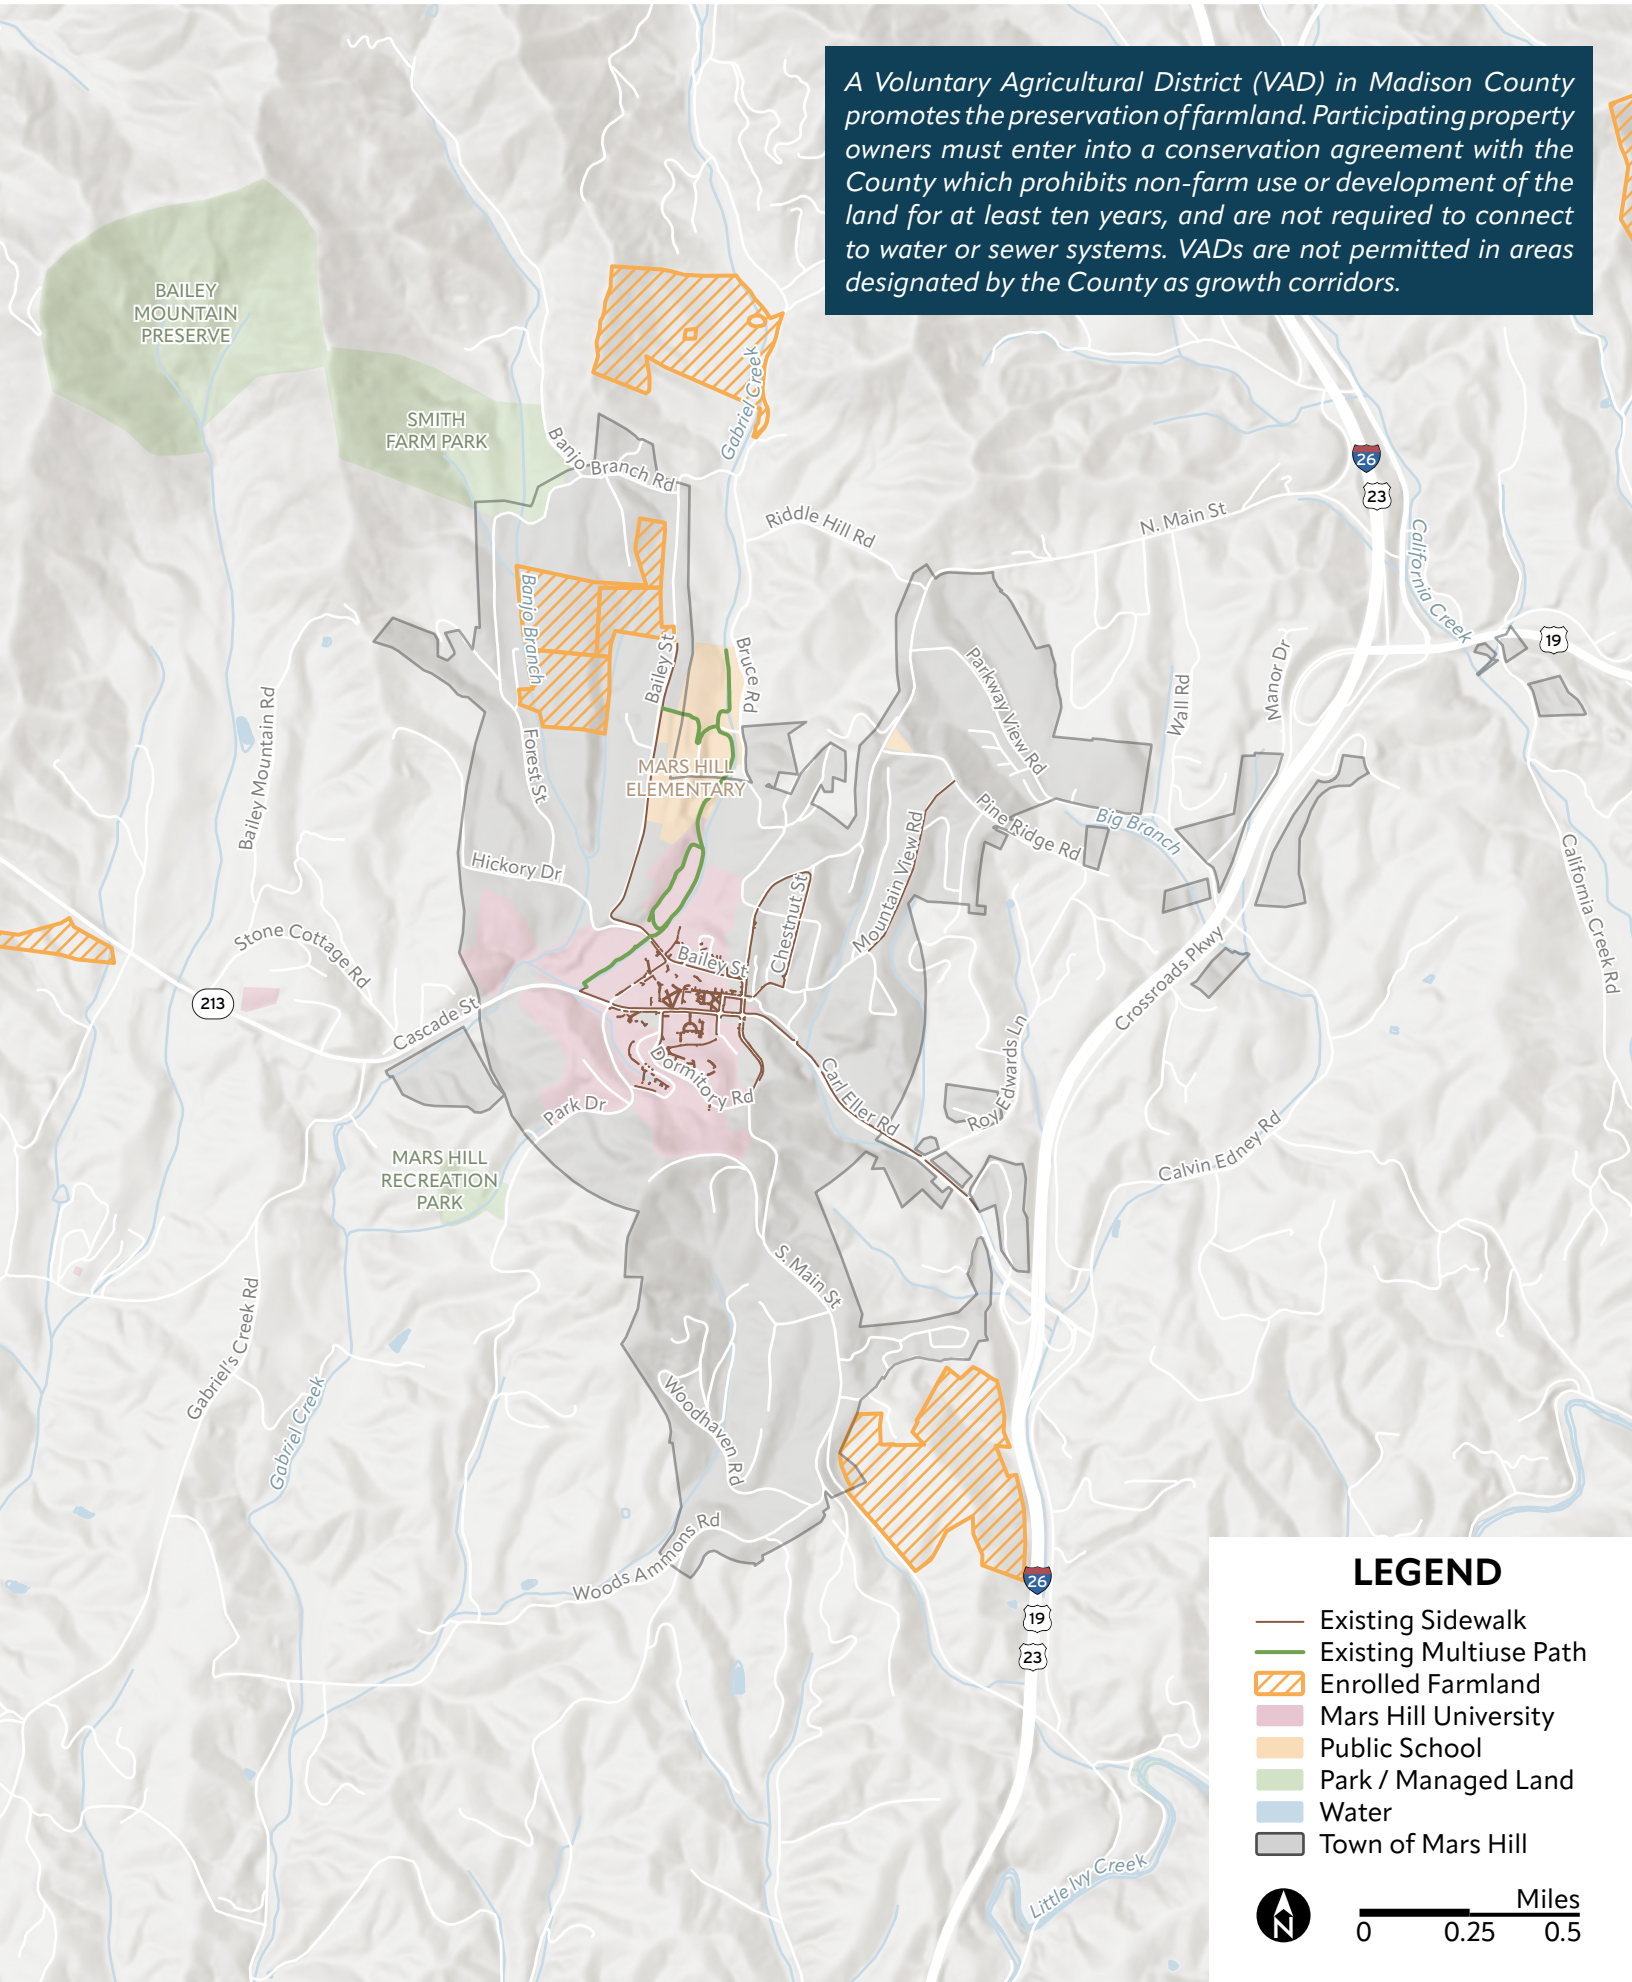 A Voluntary Agricultural District (VAD) in Madison County
promotes the preservation of farmland. Participating property
owners must enter into a conservation agreement with the
County which prohibits non-farm use or development of the
land for at least ten years, and are not required to connect
to water or sewer systems. VADs are not permitted in areas
designated by the County as growth corridors.
BAILEY
MOUNTAIN
PRESERVE
SMITH
FARM PARK
Gabriel Creek
Banjo Branch Rd
26
23
Riddle Hill Rd
N. Main St
California Creek
19
Banjo Branch
Bailey St
Bruce Rd
Parkway View Rd
Wall Rd
Manor Dr
Bailey Mountain Rd
Forest St
MARS HILL
ELEMENTARY
Pine Ridge Rd
Big Branch
Hickory Dr
Mountain View Rd
Chestnut St
California Creek Rd
Stone Cottage Rd
Bailey St
Crossroads Pkwy
213
Cascade St
Dormitory Rd
Park Dr
Carl Eller Rd
Roy Edwards Ln
Calvin Edney Rd
MARS HILL
RECREATION
PARK
S. Main St
Gabriel's Creek Rd
Gabriel Creek
Woodhaven Rd
Woods Ammons Rd
26
19
23
Little Ivy Creek
LEGEND
Existing Sidewalk
Existing Multiuse Path
Enrolled Farmland
Mars Hill University
Public School
Park / Managed Land
Water
Town of Mars Hill
N
Miles
0 0.25 0.5